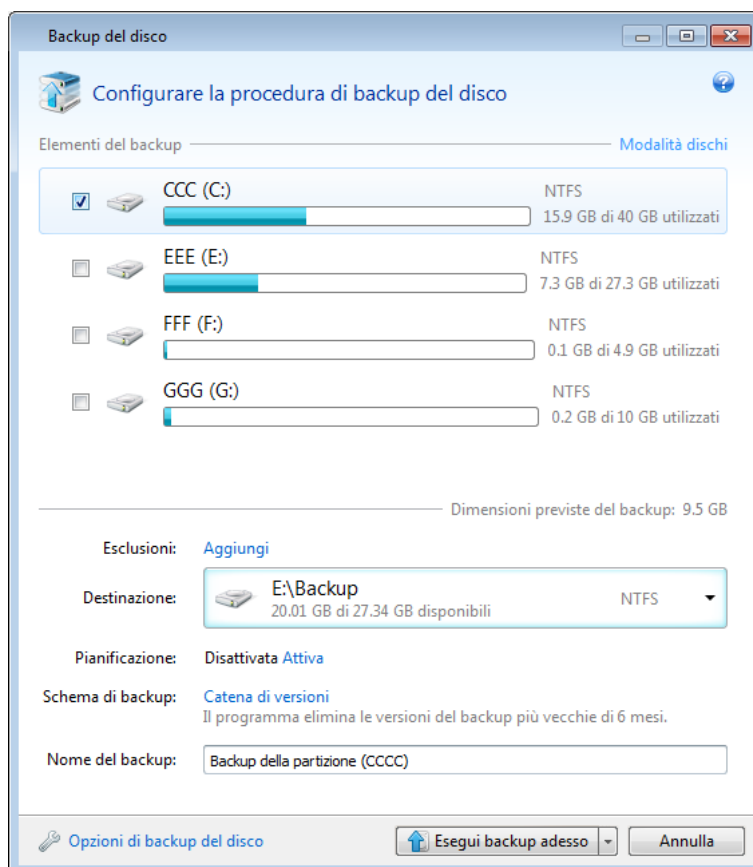 Backup del disco
Configurare la procedura di backup del disco
Elementi del backup Modalità dischi
CCC (C:) NTFS
15.9 GB di 40 GB utilizzati
EEE (E:) NTFS
7.3 GB di 27.3 GB utilizzati
FFF (F:) NTFS
0.1 GB di 4.9 GB utilizzati
GGG (G:) NTFS
0.2 GB di 10 GB utilizzati
Dimensioni previste del backup: 9.5 GB
Esclusioni: Aggiungi
Destinazione: E:\Backup NTFS
20.01 GB di 27.34 GB disponibili
Pianificazione: Disattivata Attiva
Schema di backup: Catena di versioni
Il programma elimina le versioni del backup più vecchie di 6 mesi.
Nome del backup: Backup della partizione (CCCC)
Opzioni di backup del disco Esegui backup adesso Annulla